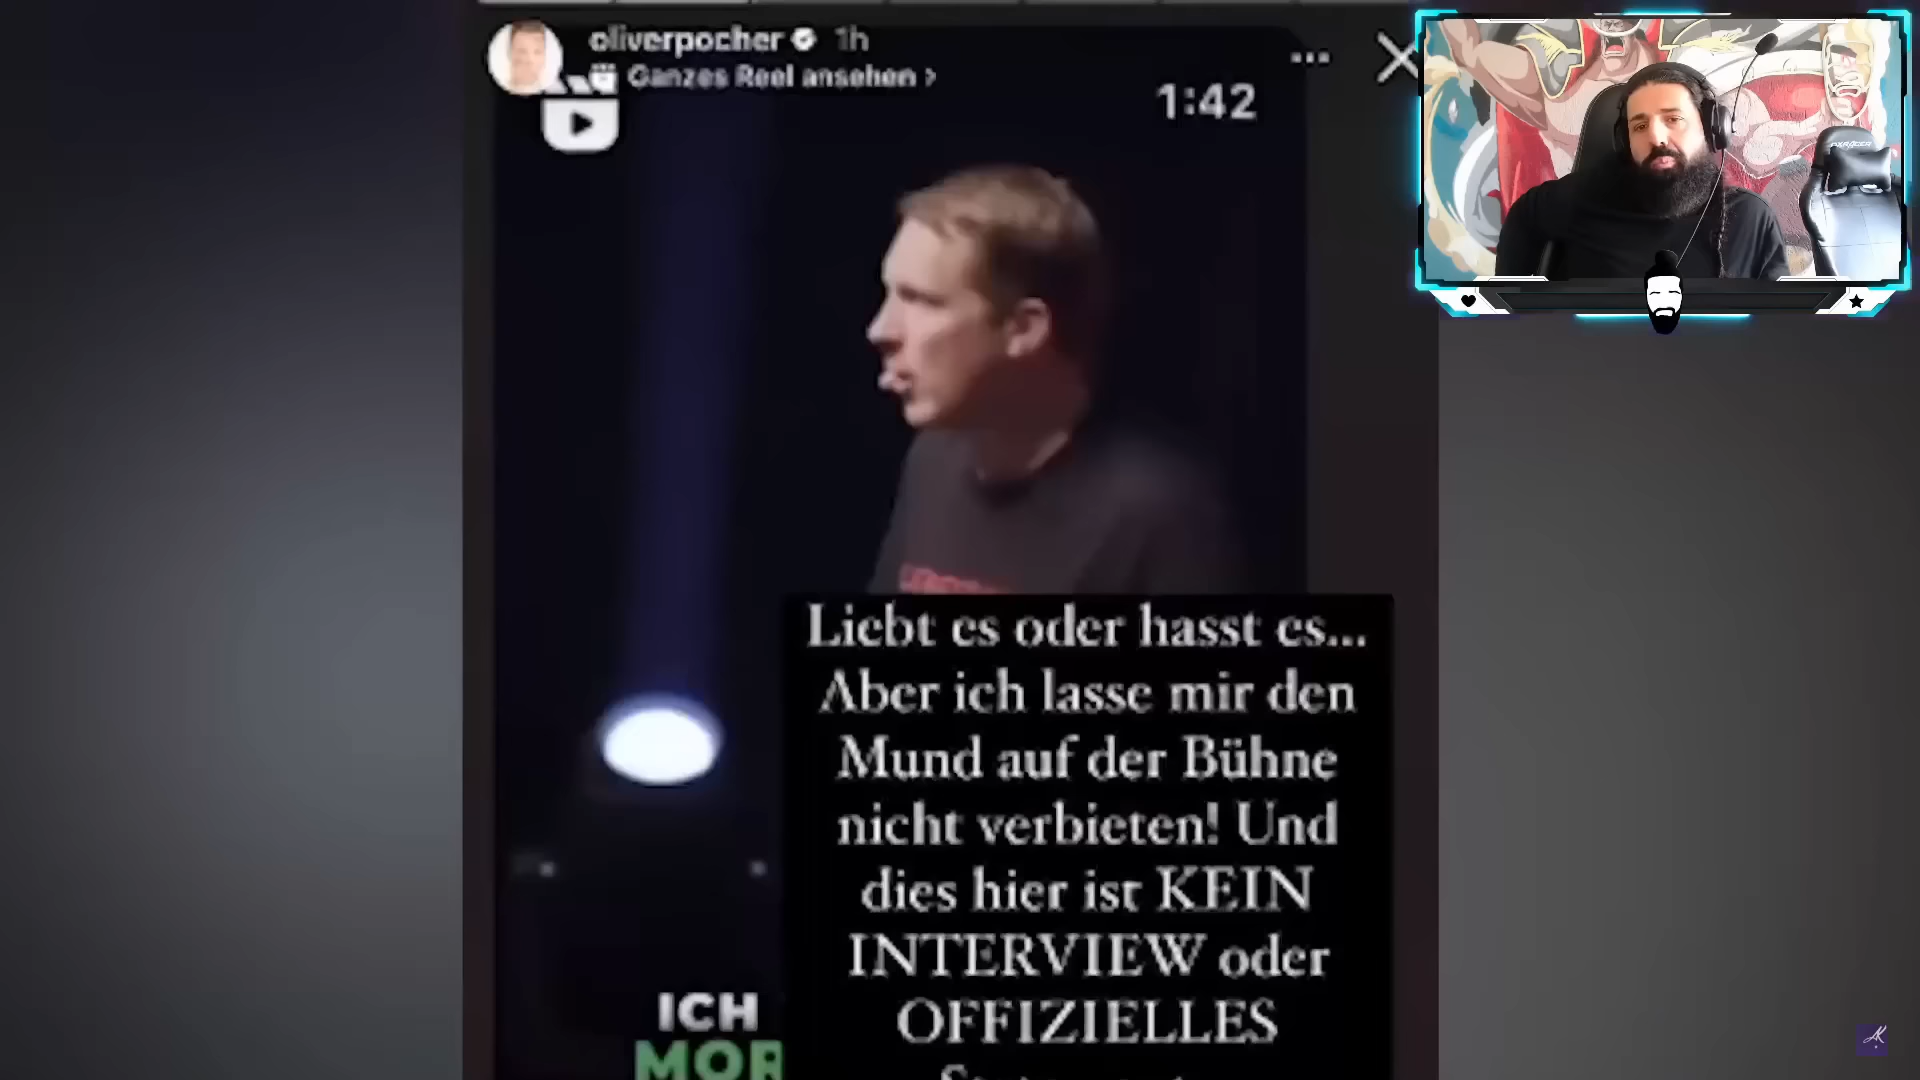 oliverpocher 1h
Ganzes Reel ansehen >
1:42
Liebt es oder hasst es...
Aber ich lasse mir den
Mund auf der Bühne
nicht verbieten! Und
dies hier ist KEIN
INTERVIEW oder
OFFIZIELLES
ICH
MOR